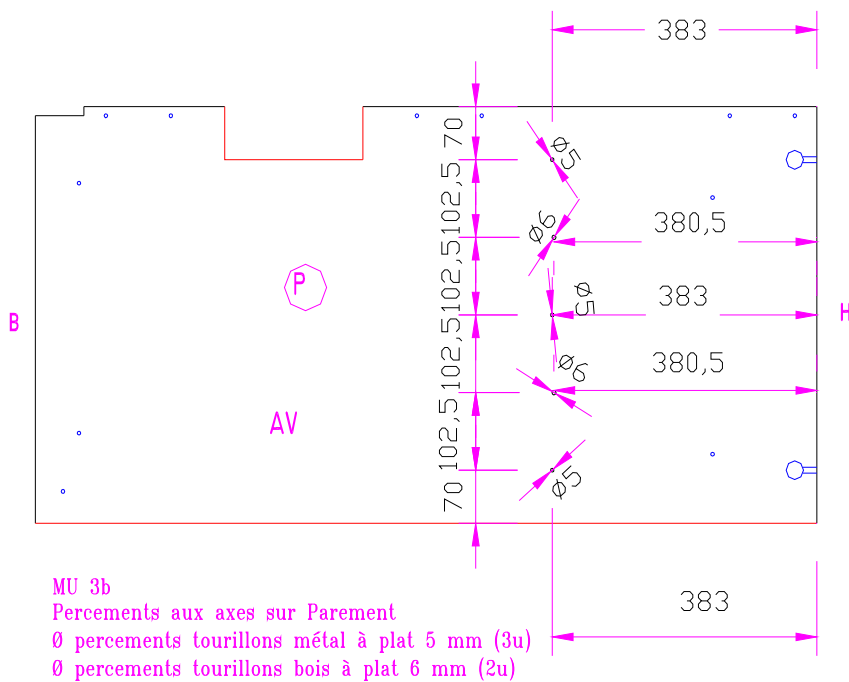 383
70
Ø5
102,5
Ø6
380,5
102,5
P
383
Ø5
B
H
102,5
380,5
Ø6
AV
102,5
70
Ø5
383
MU 3b
Percements aux axes sur Parement
Ø percements tourillons métal à plat 5 mm (3u)
Ø percements tourillons bois à plat 6 mm (2u)